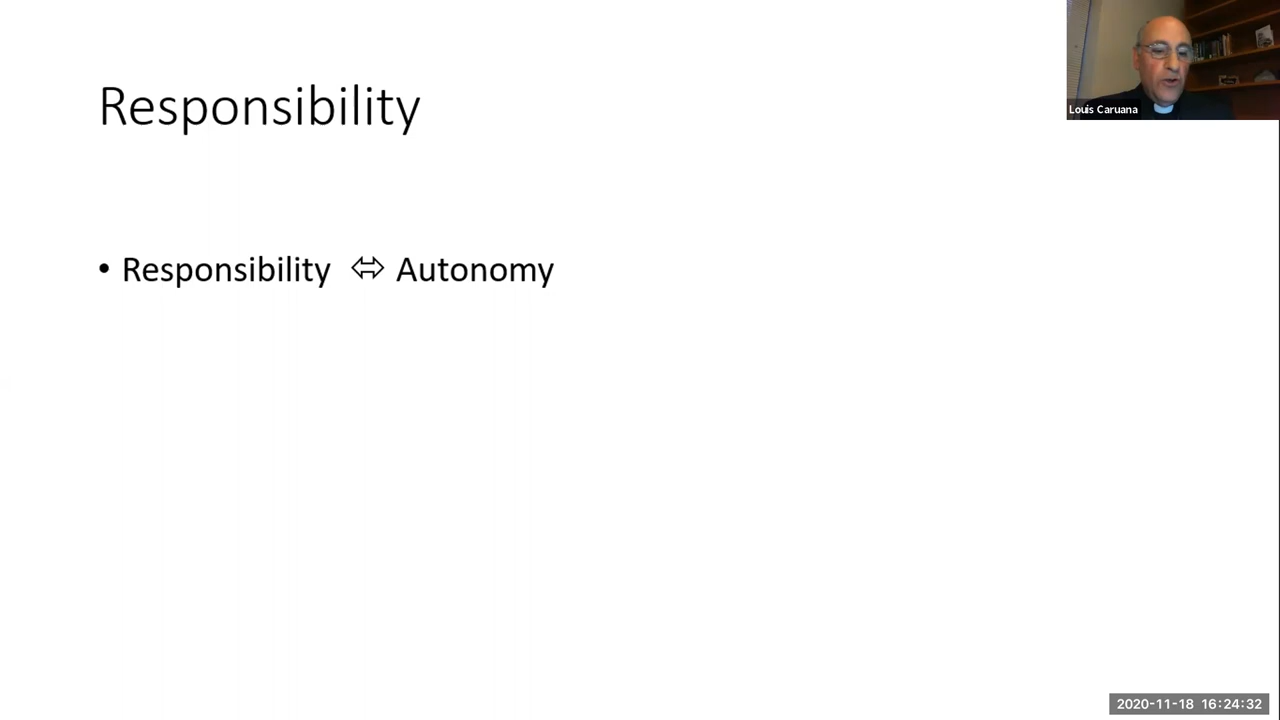 Responsibility
Louis Caruana
• Responsibility ⬄ Autonomy
2020-11-18 16:24:32